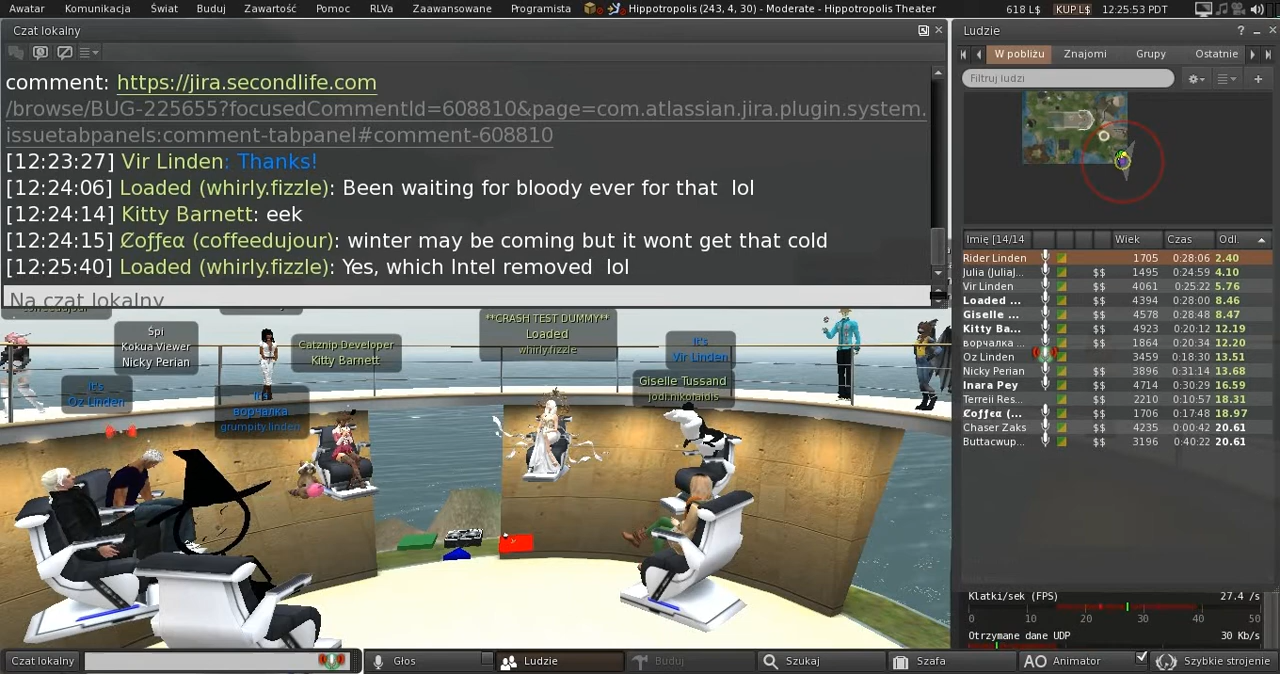 Awatar Komunikacja Świat Buduj Zawartość Pomoc RLVa Zaawansowane Programista Hippotropolis (243, 4, 30) - Moderate - Hippotropolis Theater 618 L$ KUP L$ 12:25:53 PDT
Czat lokalny
comment: https://jira.secondlife.com
/browse/BUG-225655?focusedCommentId=608810&page=com.atlassian.jira.plugin.system.
issuetabpanels:comment-tabpanel#comment-608810
[12:23:27] Vir Linden: Thanks!
[12:24:06] Loaded (whirly.fizzle): Been waiting for bloody ever for that  lol
[12:24:14] Kitty Barnett: eek
[12:24:15] Ȼoƒƒєα (coffeedujour): winter may be coming but it wont get that cold
[12:25:40] Loaded (whirly.fizzle): Yes, which Intel removed  lol
Na czat lokalny
Śpi
Kokua Viewer
Nicky Perian
Catznip Developer
Kitty Barnett
**CRASH TEST DUMMY**
Loaded
whirly.fizzle
It's
Vir Linden
Giselle Tussand
jodi.nikolaidis
It's
Oz Linden
It's
ворчалка
grumpity.linden
Ludzie
W pobliżu Znajomi Grupy Ostatnie
Filtruj ludzi
Imię [14/14 Wiek Czas Odl.
Rider Linden 1705 0:28:06 2.40
Julia (JuliaJ... $$ 1495 0:24:59 4.10
Vir Linden $$ 4061 0:25:22 5.76
Loaded ... $$ 4394 0:28:00 8.46
Giselle ... $$ 4578 0:28:48 8.47
Kitty Ba... $$ 4923 0:20:12 12.19
ворчалка ... $$ 1864 0:20:34 12.20
Oz Linden $$ 3459 0:18:30 13.51
Nicky Perian $$ 3896 0:31:14 13.68
Inara Pey $$ 4714 0:30:29 16.59
Terreii Res... $$ 2210 0:10:57 18.31
Ȼoƒƒєα (... $$ 1706 0:17:48 18.97
Chaser Zaks $$ 4235 0:00:42 20.61
Buttacwup... $$ 3196 0:40:22 20.61
Klatki/sek (FPS) 27.4 /s
0 10 20 30 40 50
Otrzymane dane UDP 30 Kb/s
Czat lokalny Głos Ludzie Buduj Szukaj Szafa AO Animator Szybkie strojenie